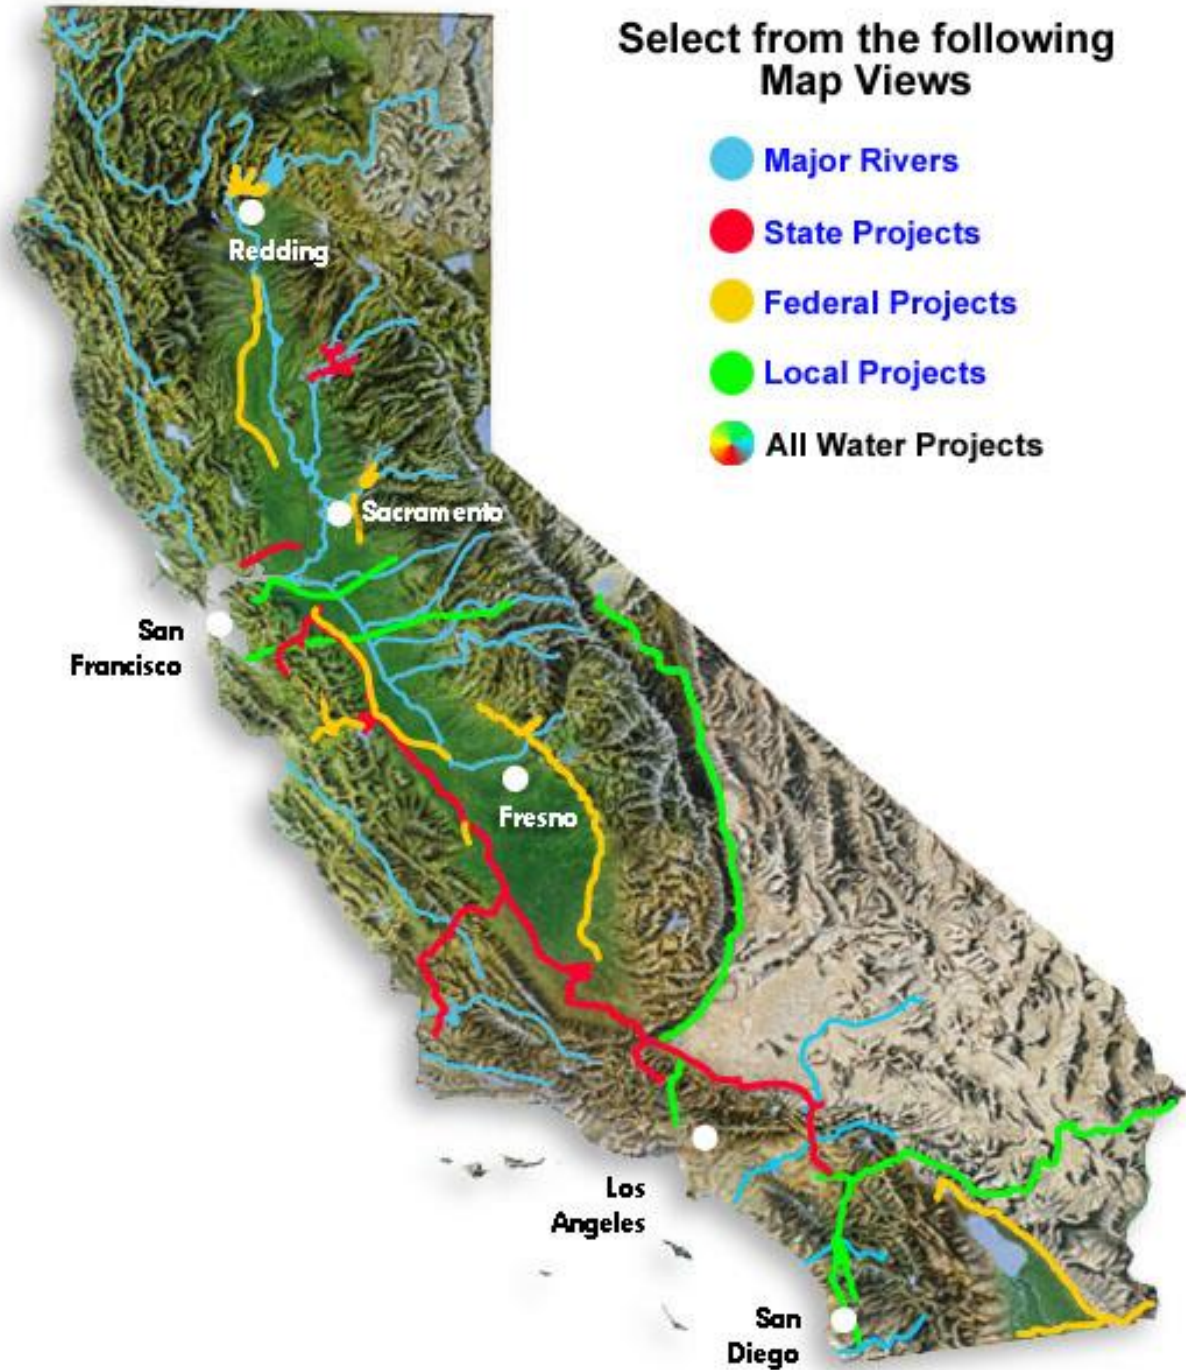 Select from the following
Map Views
Major Rivers
State Projects
Federal Projects
Local Projects
All Water Projects
Redding
Sacramento
San
Francisco
Fresno
Los
Angeles
San
Diego